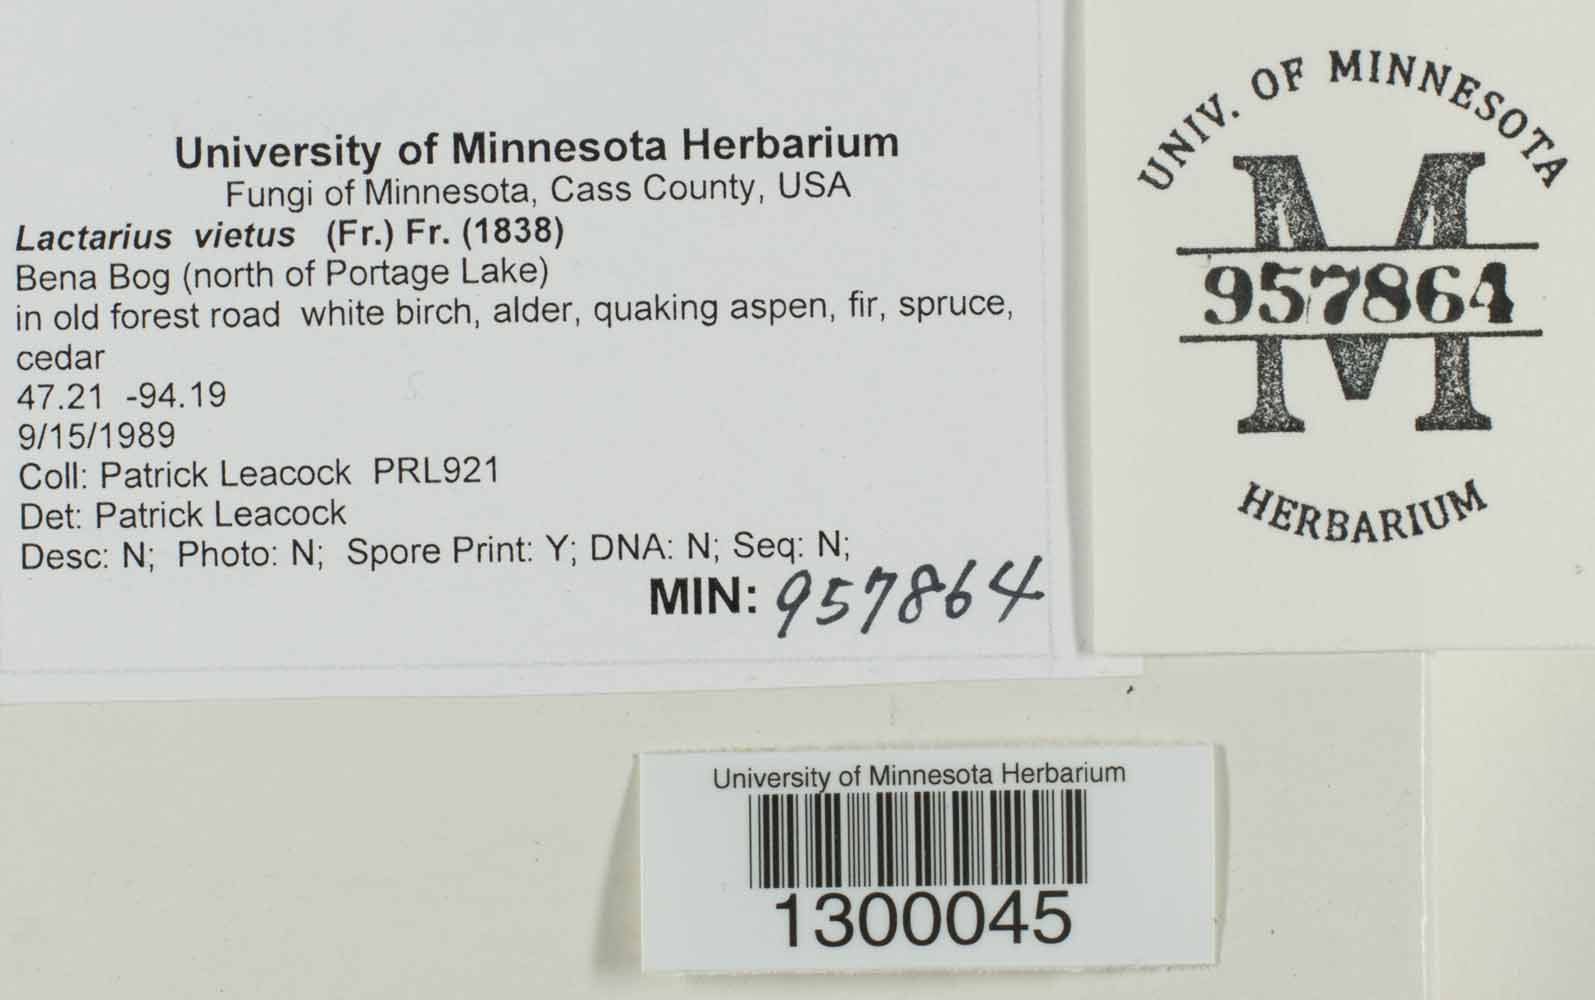 University of Minnesota Herbarium
Fungi of Minnesota, Cass County, USA
Lactarius vietus (Fr.) Fr. (1838)
Bena Bog (north of Portage Lake)
in old forest road white birch, alder, quaking aspen, fir, spruce,
cedar
47.21 -94.19
9/15/1989
Coll: Patrick Leacock PRL921
Det: Patrick Leacock
Desc: N; Photo: N; Spore Print: Y; DNA: N; Seq: N;
MIN: 957864
UNIV. OF MINNESOTA
M
957864
HERBARIUM
University of Minnesota Herbarium
1300045